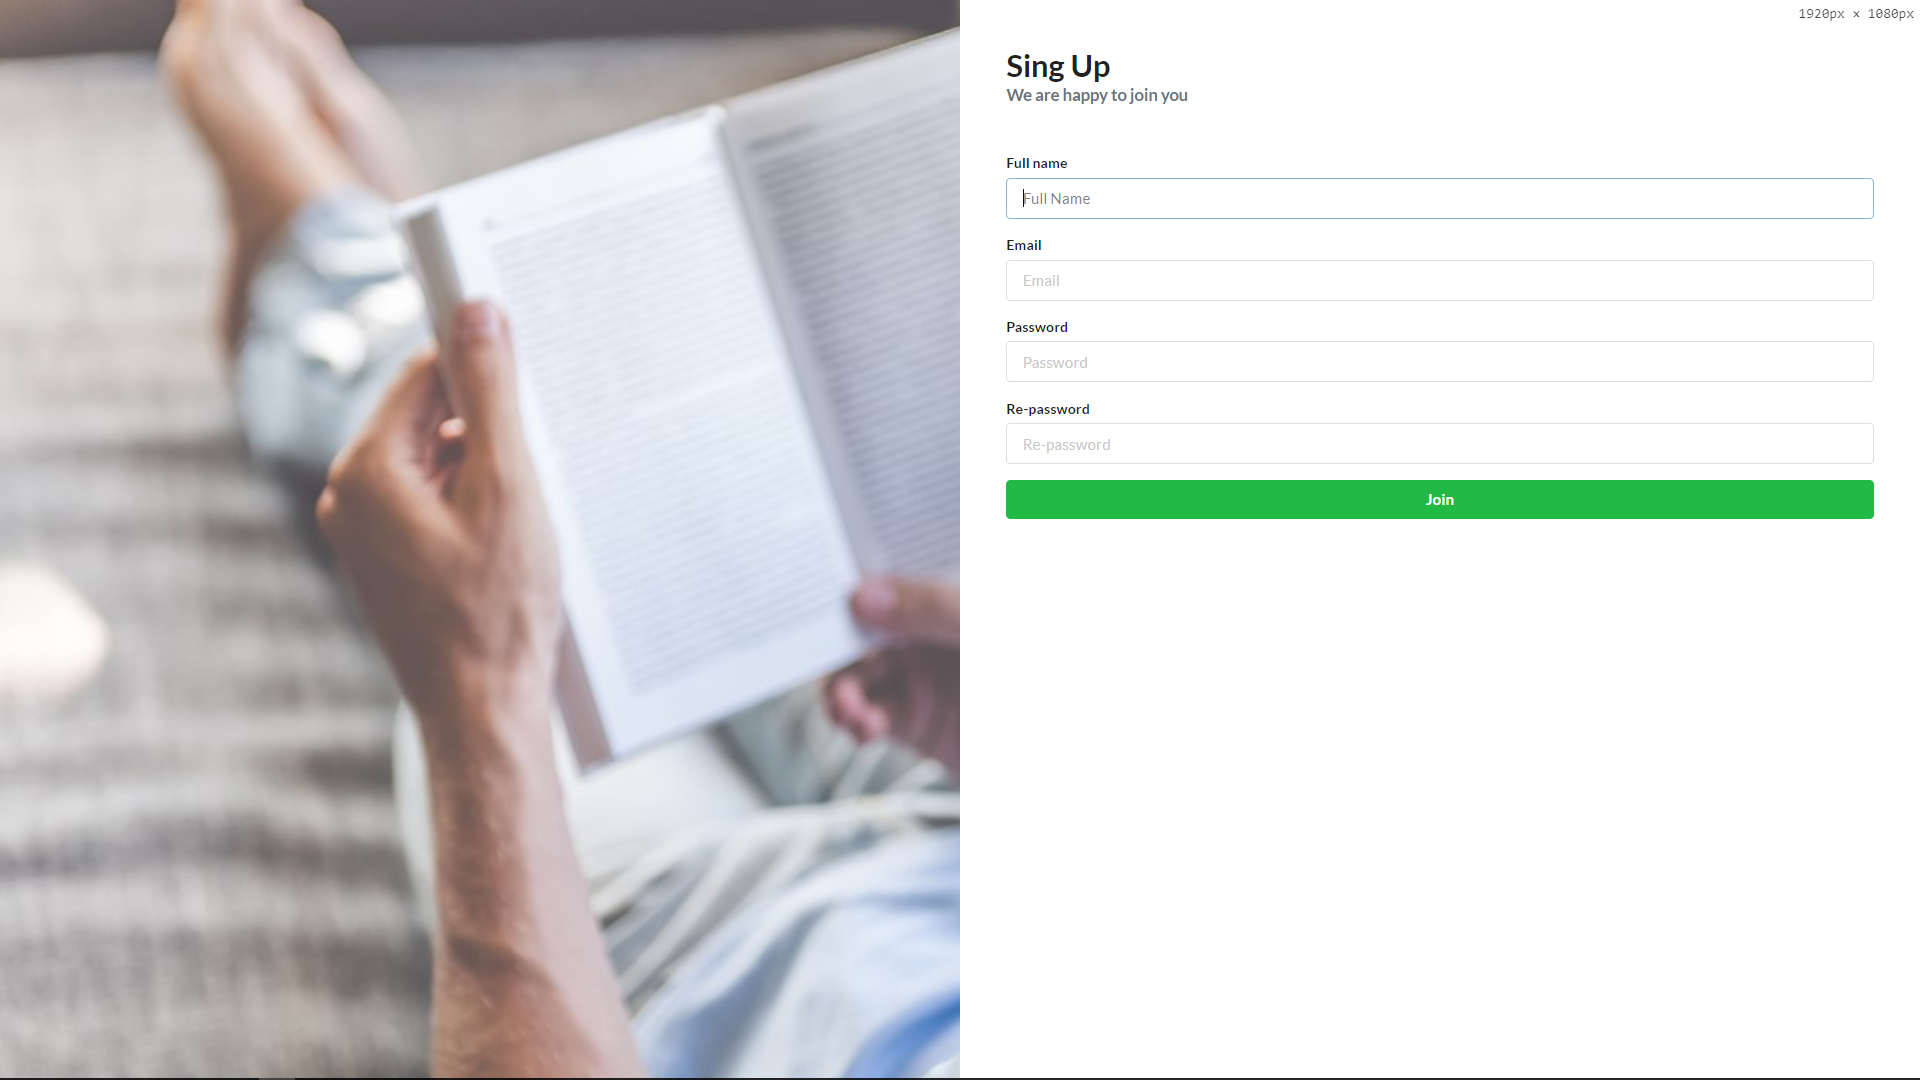 1920px × 1080px
Sing Up
We are happy to join you
Full name
Full Name
Email
Email
Password
Password
Re-password
Re-password
Join